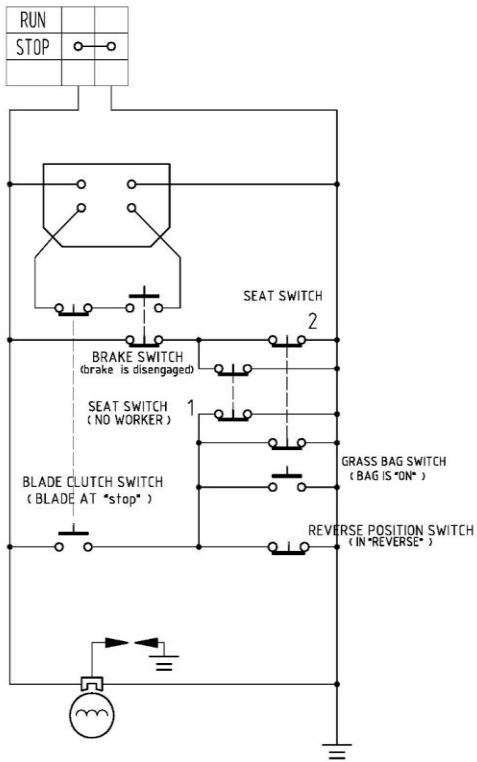 RUN
STOP
SEAT SWITCH
2
BRAKE SWITCH
(brake is disengaged)
SEAT SWITCH
1
( NO WORKER )
GRASS BAG SWITCH
( BAG IS "ON" )
BLADE CLUTCH SWITCH
( BLADE AT "stop" )
REVERSE POSITION SWITCH
( IN "REVERSE" )